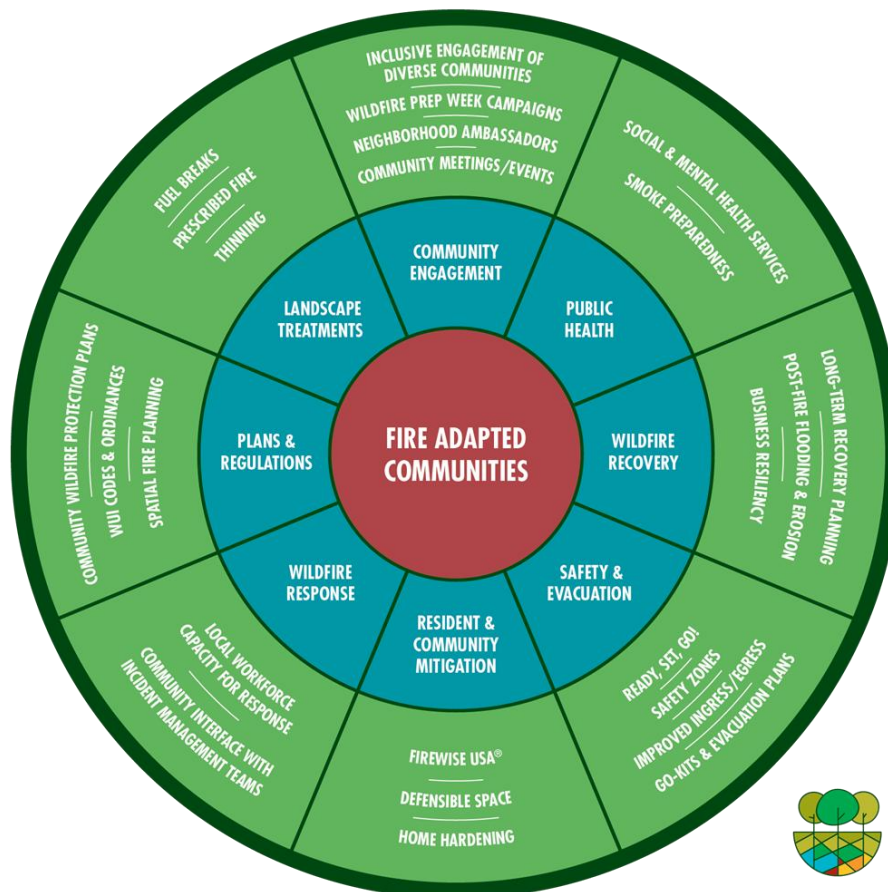 FIRE ADAPTED
COMMUNITIES
COMMUNITY
ENGAGEMENT
INCLUSIVE ENGAGEMENT OF
DIVERSE COMMUNITIES
WILDFIRE PREP WEEK CAMPAIGNS
NEIGHBORHOOD AMBASSADORS
COMMUNITY MEETINGS/EVENTS
PUBLIC
HEALTH
SOCIAL & MENTAL HEALTH SERVICES
SMOKE PREPAREDNESS
WILDFIRE
RECOVERY
LONG-TERM RECOVERY PLANNING
POST-FIRE FLOODING & EROSION
BUSINESS RESILIENCY
SAFETY &
EVACUATION
READY, SET, GO!
SAFETY ZONES
IMPROVED INGRESS/EGRESS
GO-KITS & EVACUATION PLANS
RESIDENT &
COMMUNITY
MITIGATION
FIREWISE USA®
DEFENSIBLE SPACE
HOME HARDENING
WILDFIRE
RESPONSE
LOCAL WORKFORCE
CAPACITY FOR RESPONSE
COMMUNITY INTERFACE WITH
INCIDENT MANAGEMENT TEAMS
PLANS &
REGULATIONS
COMMUNITY WILDFIRE PROTECTION PLANS
WUI CODES & ORDINANCES
SPATIAL FIRE PLANNING
LANDSCAPE
TREATMENTS
FUEL BREAKS
PRESCRIBED FIRE
THINNING